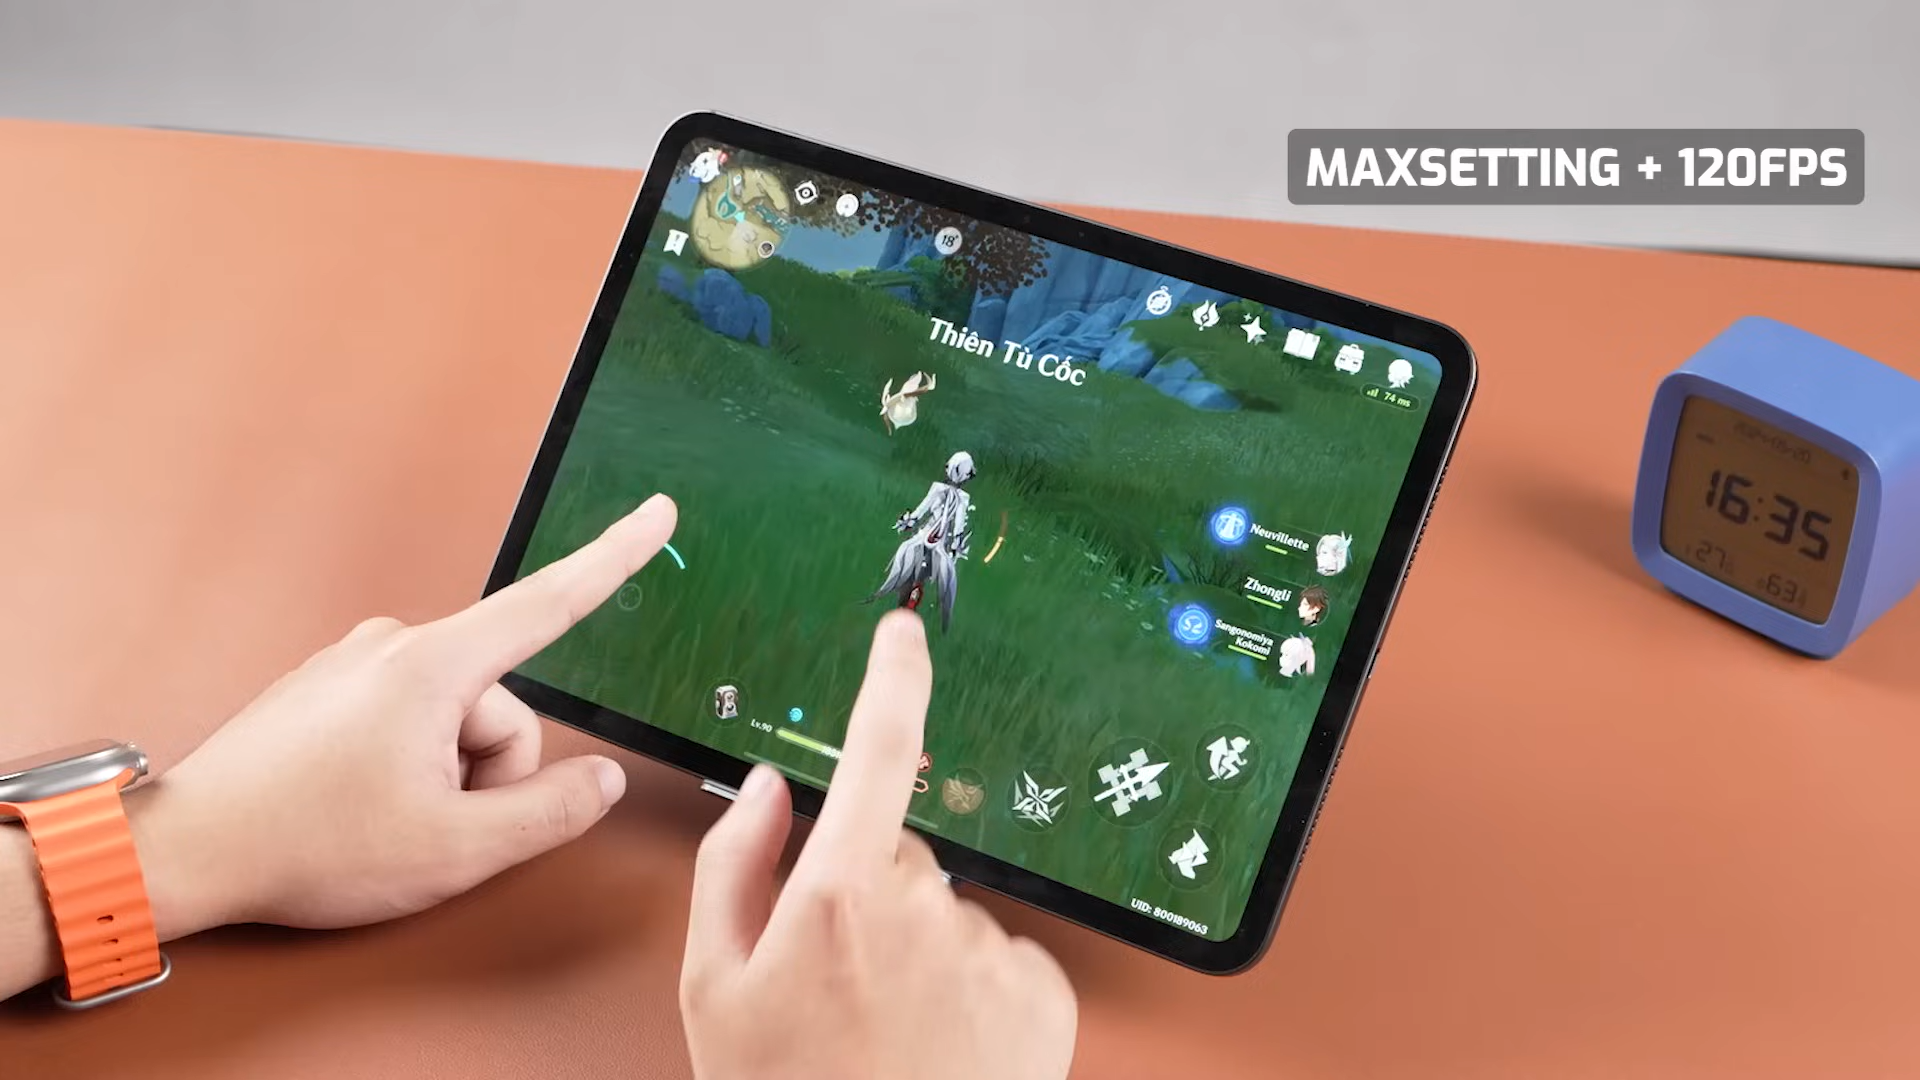 MAXSETTING + 120FPS
18°
Thiên Tù Cốc
74 ms
Neuvillette
Zhongli
Sangonomiya
Kokomi
16:35
27
63
Lv.90
UID: 800189063